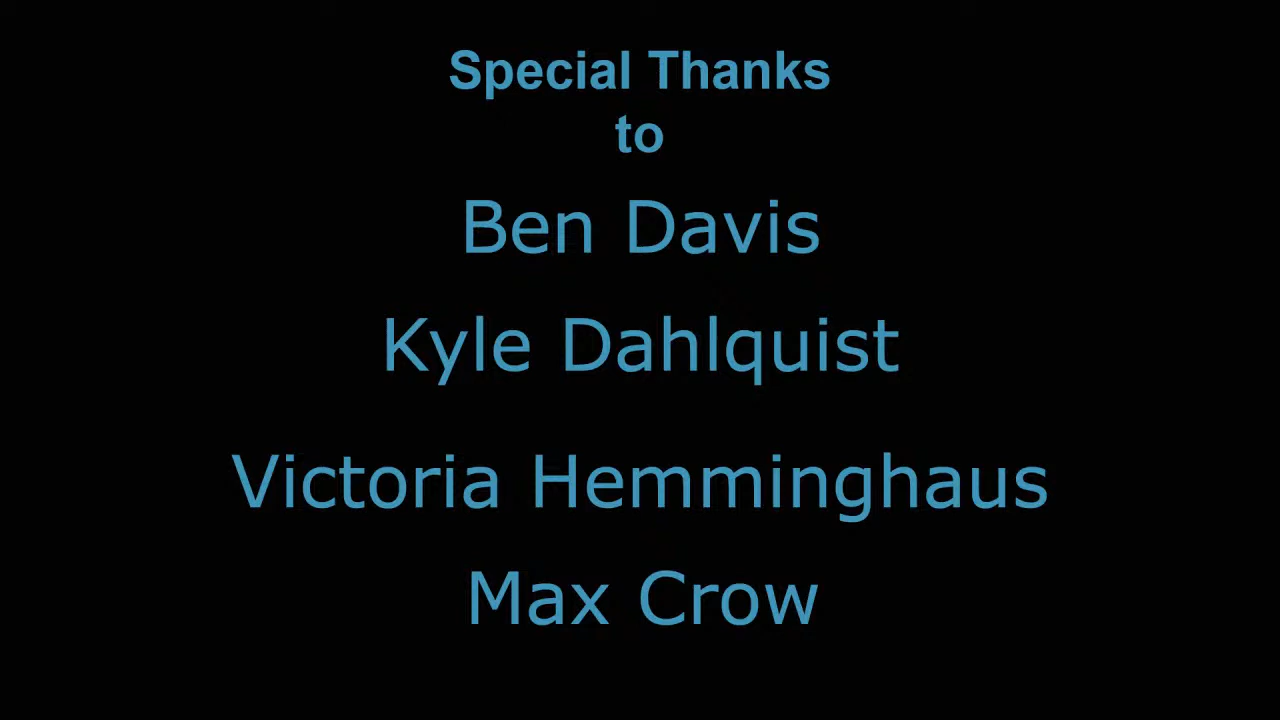 Special Thanks
to
Ben Davis
Kyle Dahlquist
Victoria Hemminghaus
Max Crow